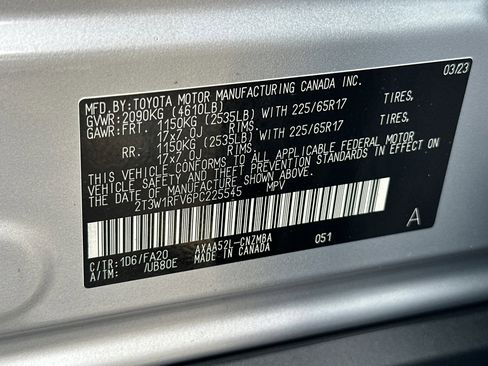 MFD.BY:TOYOTA MOTOR MANUFACTURING CANADA INC. 03/23
GVWR: 2090KG (4610LB)
GAWR:FRT. 1150KG (2535LB) WITH 225/65R17 TIRES,
17x7.0J RIMS
RR. 1150KG (2535LB) WITH 225/65R17 TIRES,
17x7.0J RIMS
THIS VEHICLE CONFORMS TO ALL APPLICABLE FEDERAL MOTOR
VEHICLE SAFETY AND THEFT PREVENTION STANDARDS IN EFFECT ON
THE DATE OF MANUFACTURE SHOWN ABOVE.
2T3W1RFV6PC225545 MPV
A
C/TR:1D6/FA20 AXAA52L-CNZMBA 051
A/TM: /UB80E MADE IN CANADA